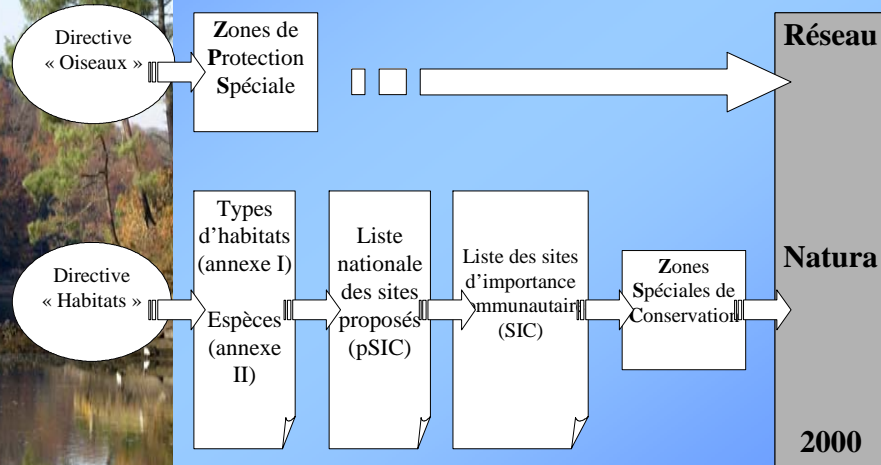 Directive
« Oiseaux »
Zones de
Protection
Spéciale
Réseau
Directive
« Habitats »
Types
d’habitats
(annexe I)
Espèces
(annexe
II)
Liste
nationale
des sites
proposés
(pSIC)
Liste des sites
d’importance
ommunautair
(SIC)
Zones
Spéciales de
Conservation
Natura
2000